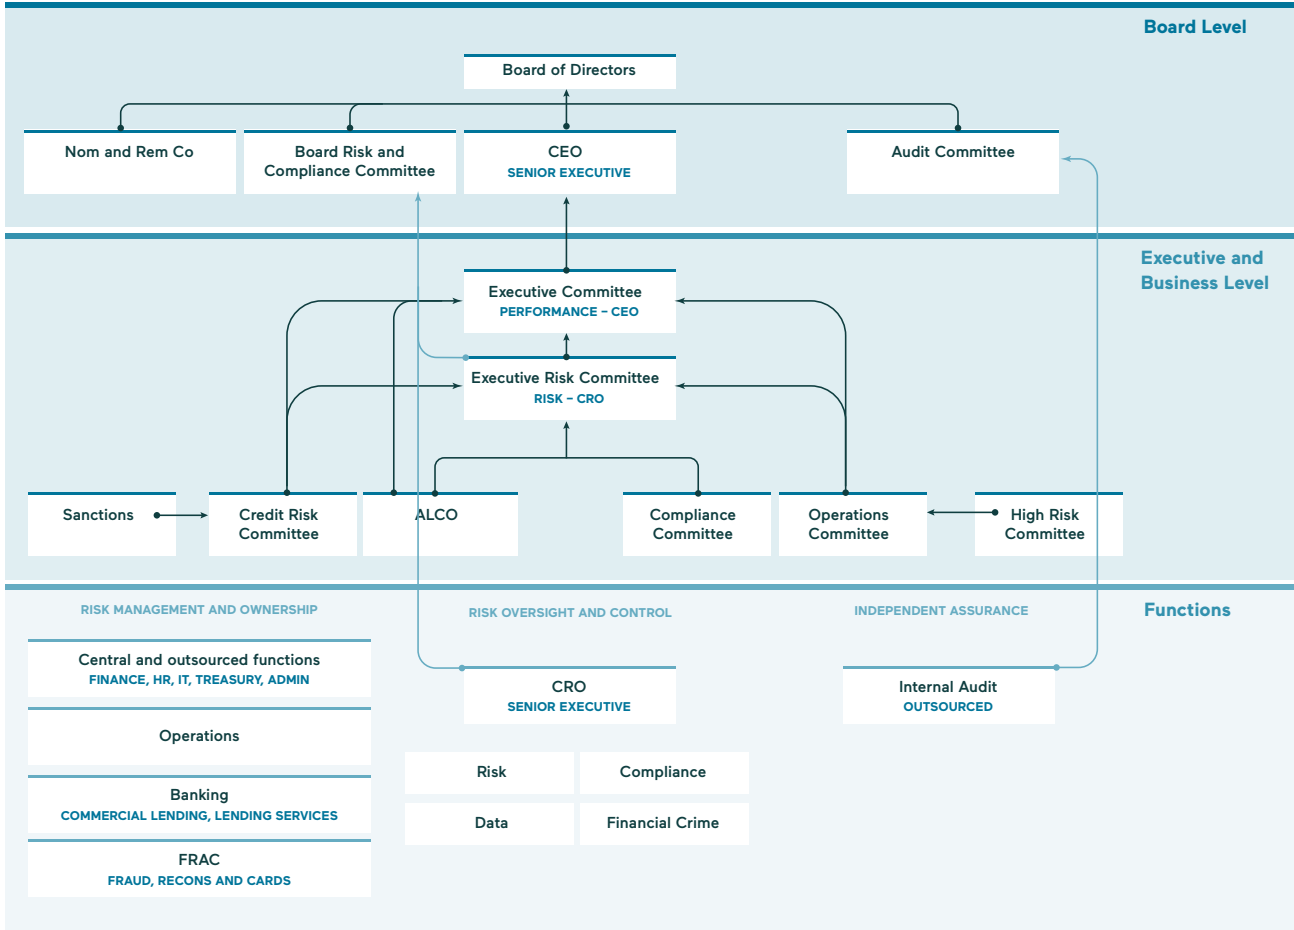 Board Level
Board of Directors
Nom and Rem Co
Board Risk and
Compliance Committee
CEO
SENIOR EXECUTIVE
Audit Committee
Executive and
Business Level
Executive Committee
PERFORMANCE – CEO
Executive Risk Committee
RISK – CRO
Sanctions
Credit Risk
Committee
ALCO
Compliance
Committee
Operations
Committee
High Risk
Committee
Functions
RISK MANAGEMENT AND OWNERSHIP
Central and outsourced functions
FINANCE, HR, IT, TREASURY, ADMIN
Operations
Banking
COMMERCIAL LENDING, LENDING SERVICES
FRAC
FRAUD, RECONS AND CARDS
RISK OVERSIGHT AND CONTROL
CRO
SENIOR EXECUTIVE
Risk
Compliance
Data
Financial Crime
INDEPENDENT ASSURANCE
Internal Audit
OUTSOURCED